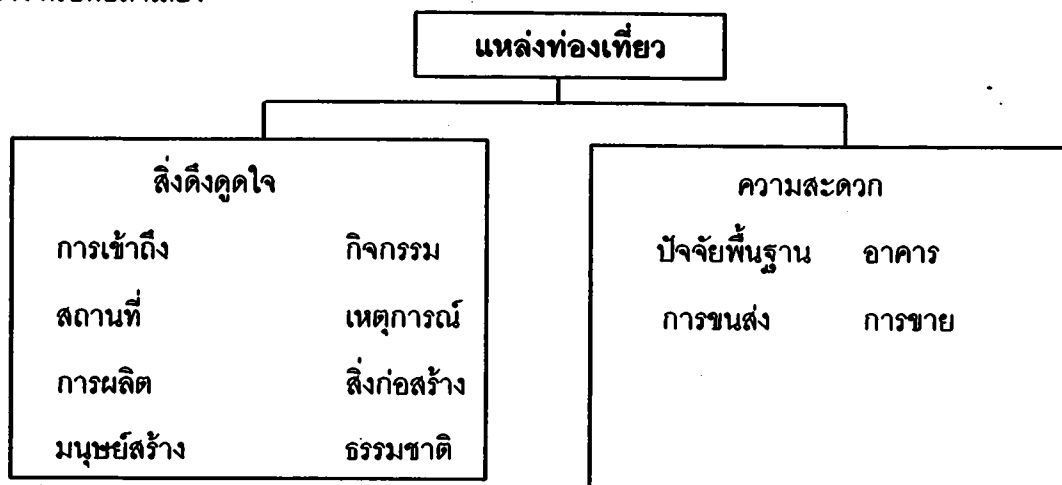 แหล่งท่องเที่ยว
สิ่งดึงดูดใจ
การเข้าถึง กิจกรรม
สถานที่ เหตุการณ์
การผลิต สิ่งก่อสร้าง
มนุษย์สร้าง ธรรมชาติ
ความสะดวก
ปัจจัยพื้นฐาน อาคาร
การขนส่ง การขาย